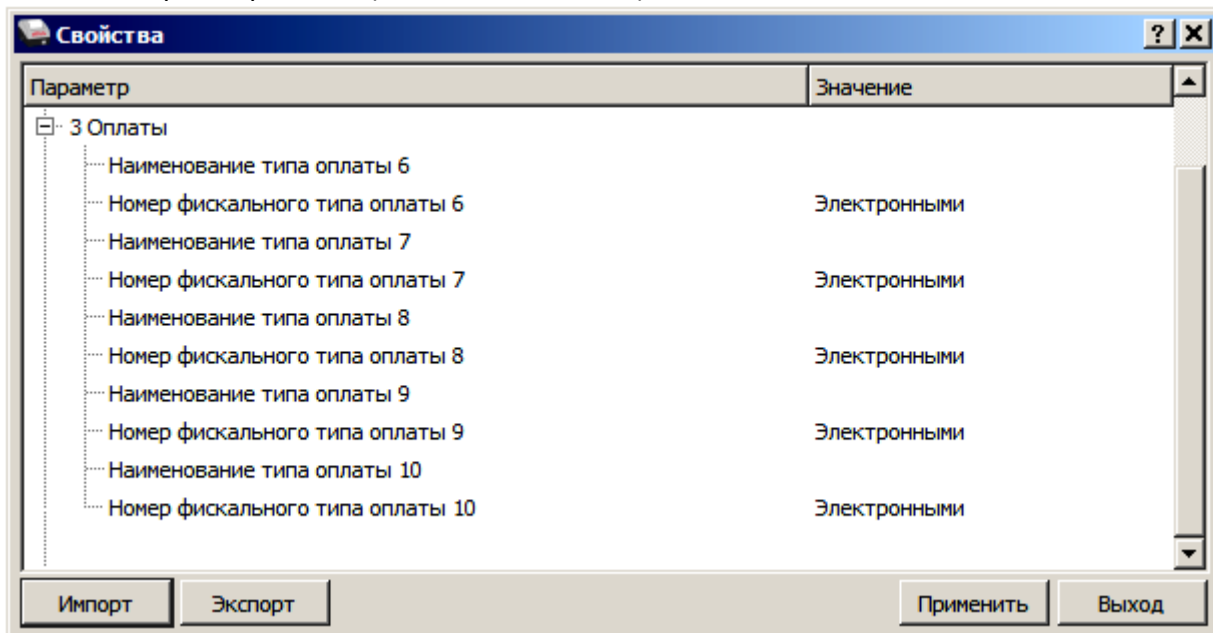 Свойства
Параметр Значение
3 Оплаты
Наименование типа оплаты 6
Номер фискального типа оплаты 6 Электронными
Наименование типа оплаты 7
Номер фискального типа оплаты 7 Электронными
Наименование типа оплаты 8
Номер фискального типа оплаты 8 Электронными
Наименование типа оплаты 9
Номер фискального типа оплаты 9 Электронными
Наименование типа оплаты 10
Номер фискального типа оплаты 10 Электронными
Импорт Экспорт Применить Выход